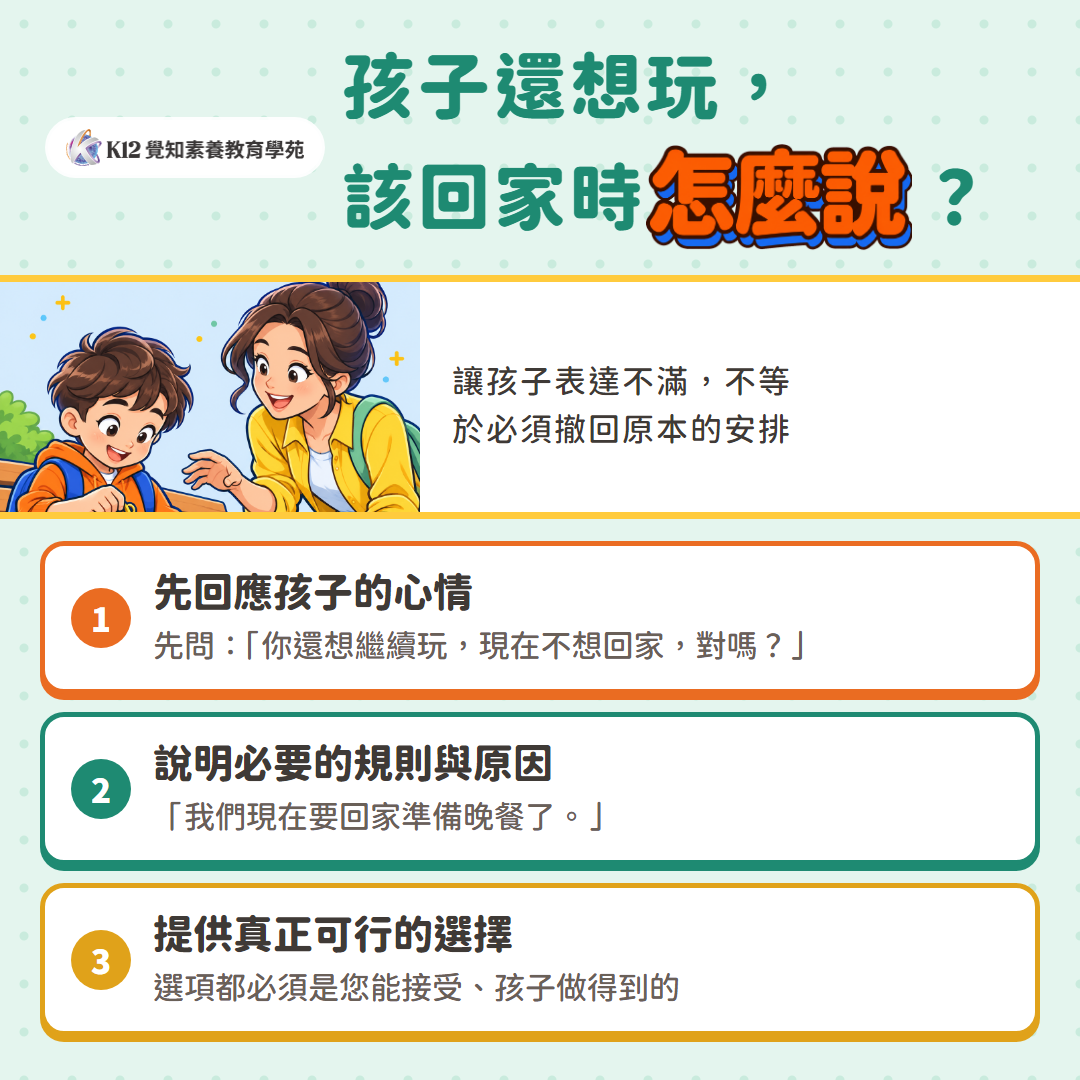 孩子還想玩，
K12 覺知素養教育學苑
該回家時怎麼說？
讓孩子表達不滿，不等
於必須撤回原本的安排
1
先回應孩子的心情
先問：「你還想繼續玩，現在不想回家，對嗎？」
2
說明必要的規則與原因
「我們現在要回家準備晚餐了。」
3
提供真正可行的選擇
選項都必須是您能接受、孩子做得到的